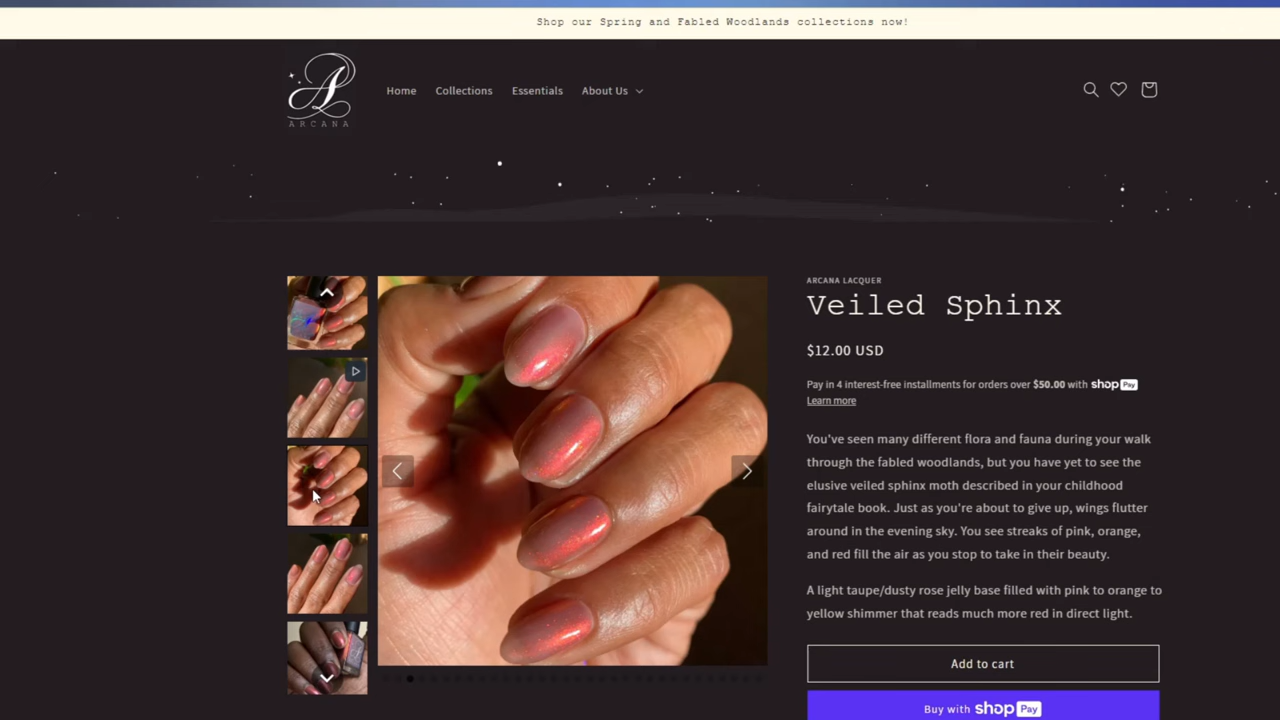 Shop our Spring and Fabled Woodlands collections now!
A
ARCANA
Home Collections Essentials About Us
ARCANA LACQUER
Veiled Sphinx
$12.00 USD
Pay in 4 interest-free installments for orders over $50.00 with shop Pay
Learn more
You've seen many different flora and fauna during your walk
through the fabled woodlands, but you have yet to see the
elusive veiled sphinx moth described in your childhood
fairytale book. Just as you're about to give up, wings flutter
around in the evening sky. You see streaks of pink, orange,
and red fill the air as you stop to take in their beauty.
A light taupe/dusty rose jelly base filled with pink to orange to
yellow shimmer that reads much more red in direct light.
Add to cart
Buy with shop Pay